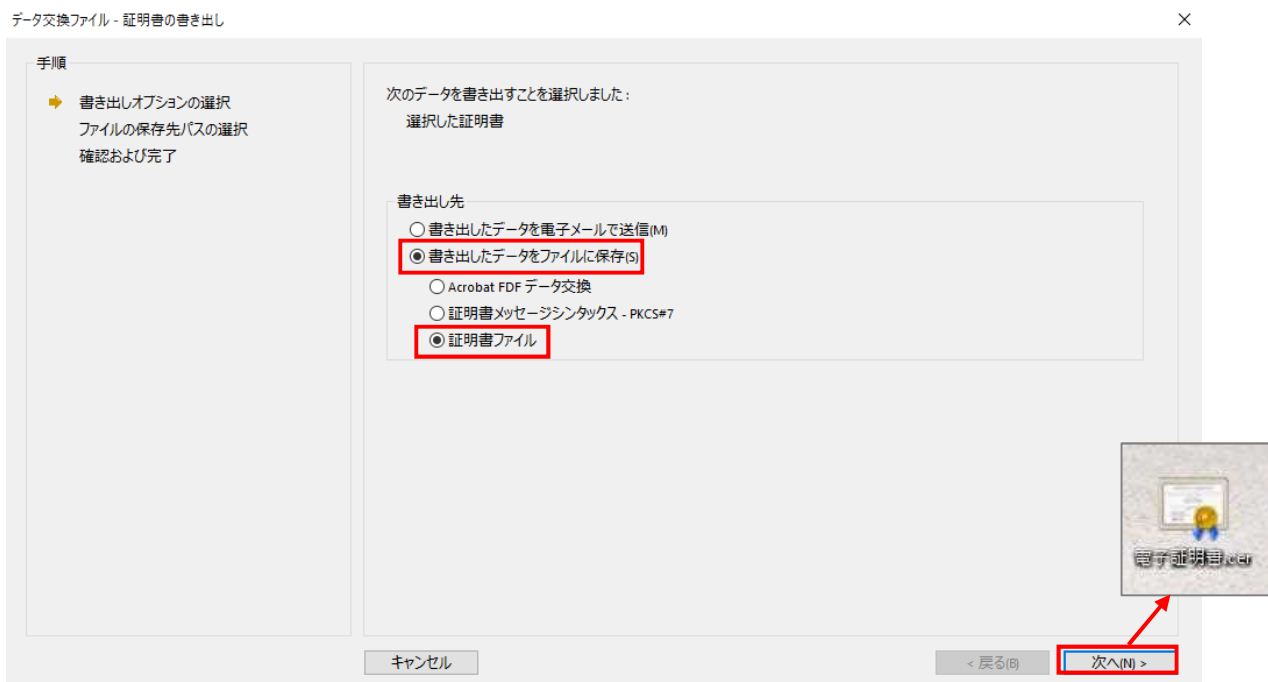 データ交換ファイル - 証明書の書き出し
手順
書き出しオプションの選択
ファイルの保存先パスの選択
確認および完了
次のデータを書き出すことを選択しました:
選択した証明書
書き出し先
書き出したデータを電子メールで送信(M)
書き出したデータをファイルに保存(S)
Acrobat FDF データ交換
証明書メッセージシンタックス - PKCS#7
証明書ファイル
電子証明書.cer
キャンセル
< 戻る(B)
次へ(N) >